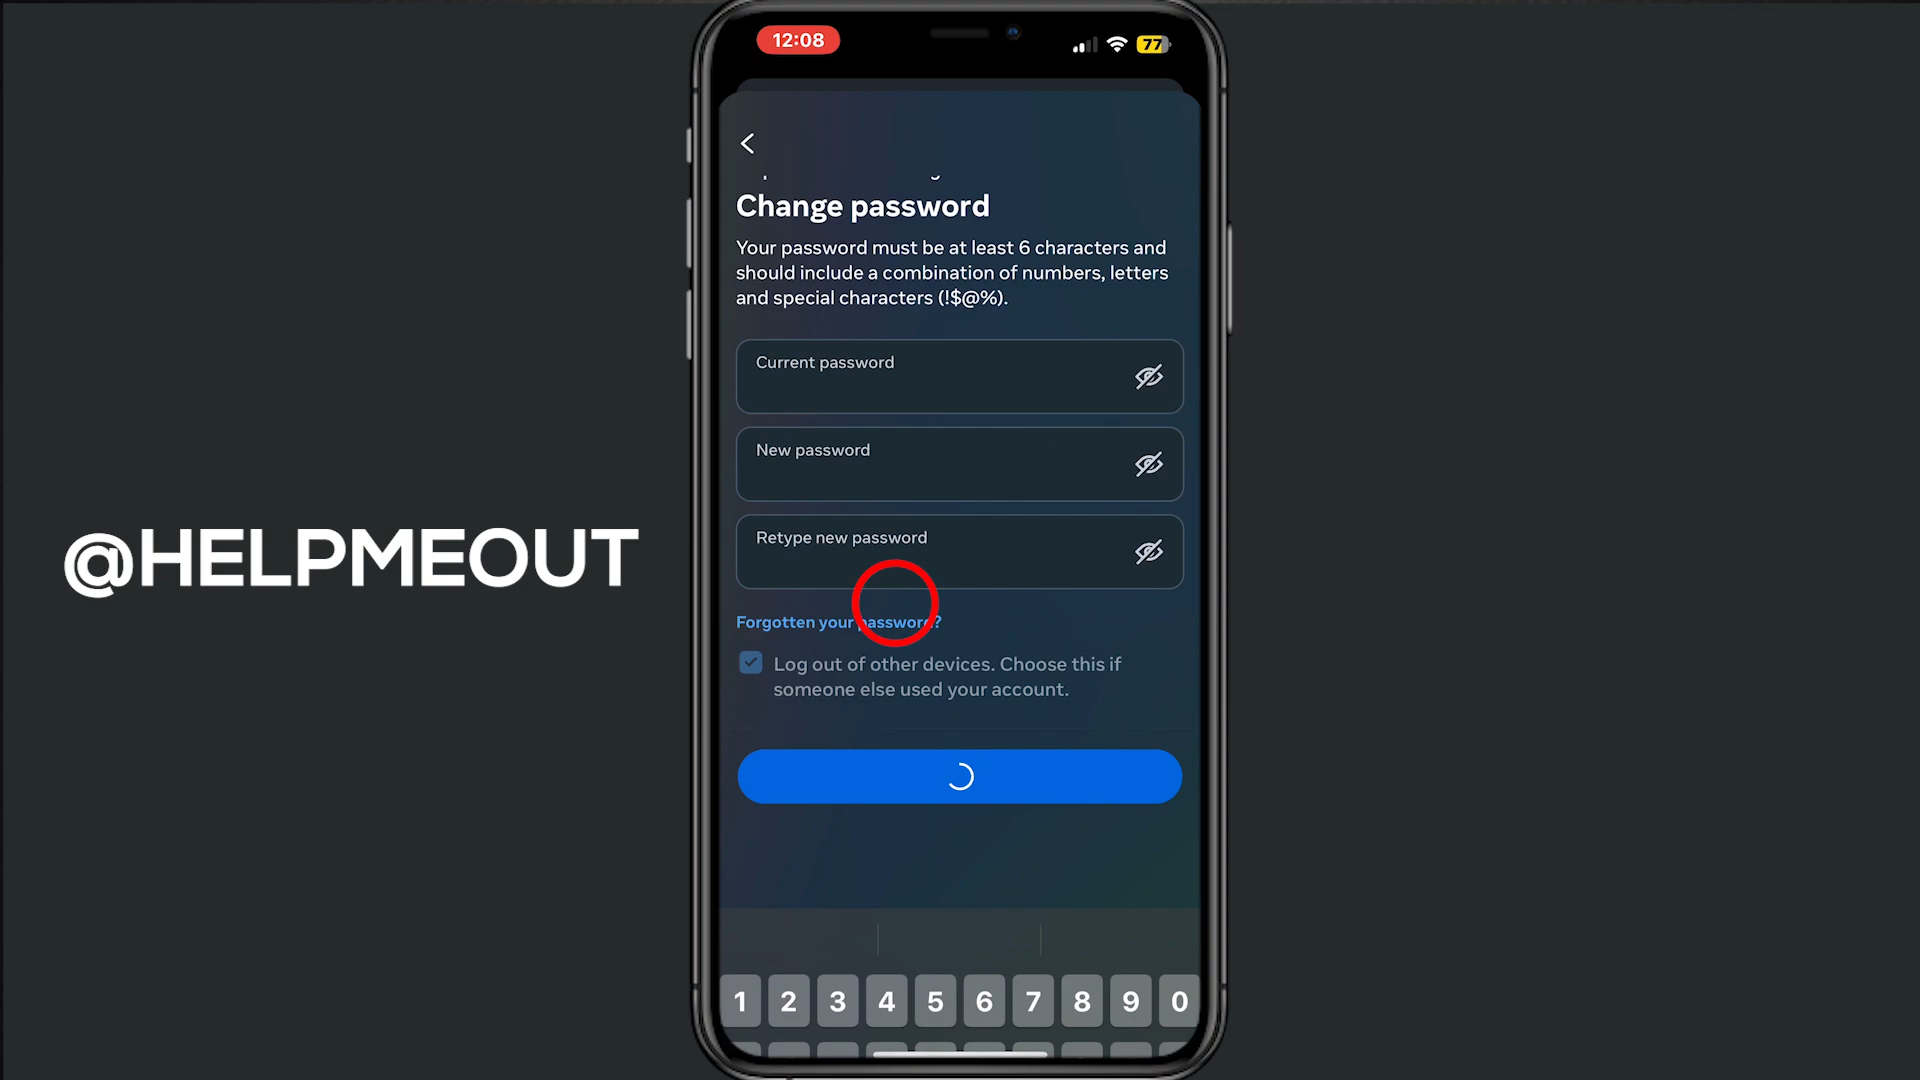 12:08
77
Change password
Your password must be at least 6 characters and
should include a combination of numbers, letters
and special characters (!$@%).
Current password
New password
Retype new password
@HELPMEOUT
Forgotten your password?
Log out of other devices. Choose this if
someone else used your account.
1 2 3 4 5 6 7 8 9 0